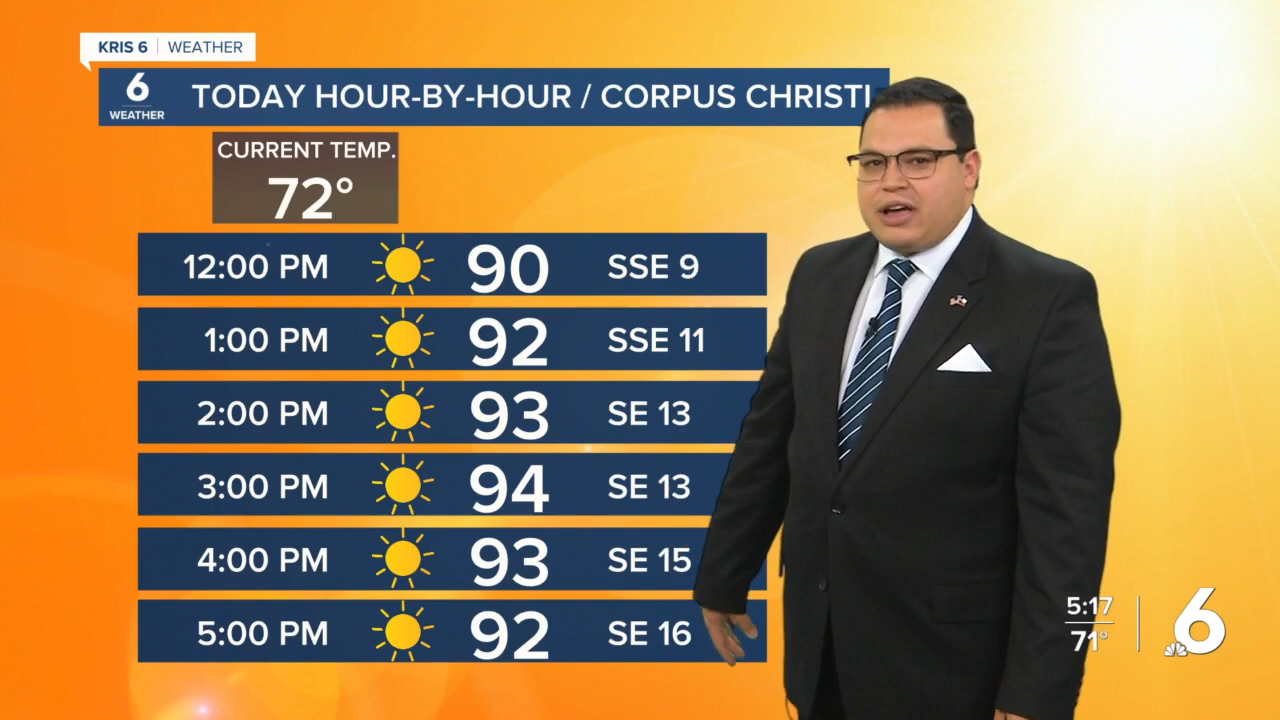 KRIS 6 | WEATHER
6
WEATHER
TODAY HOUR-BY-HOUR / CORPUS CHRISTI
CURRENT TEMP.
72°
12:00 PM 90 SSE 9
1:00 PM 92 SSE 11
2:00 PM 93 SE 13
3:00 PM 94 SE 13
4:00 PM 93 SE 15
5:00 PM 92 SE 16
5:17
71°
6